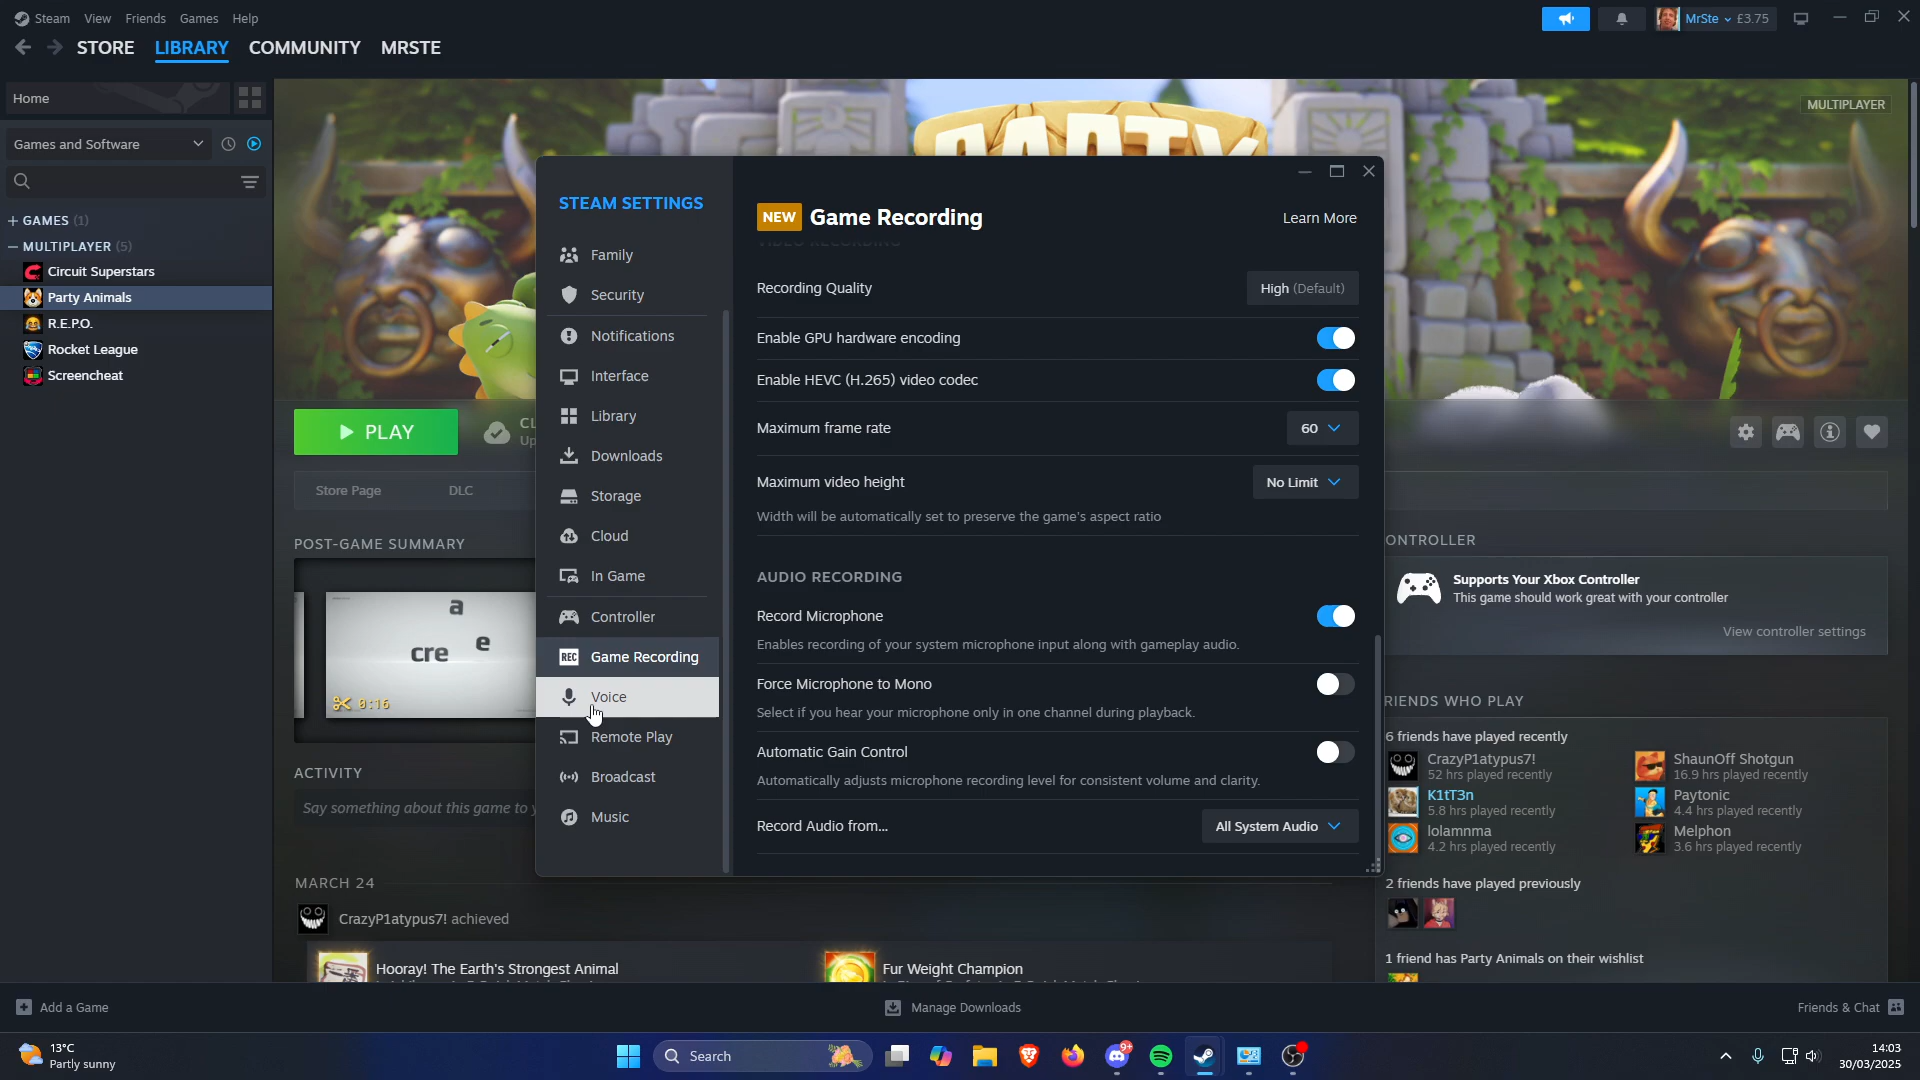 Steam View Friends Games Help
MrSte £3.75
STORE LIBRARY COMMUNITY MRSTE
Home
MULTIPLAYER
Games and Software
PARTY
GAMES (1)
MULTIPLAYER (5)
Circuit Superstars
Party Animals
R.E.P.O.
Rocket League
Screencheat
PLAY
CL
Up
Store Page DLC
POST-GAME SUMMARY
a
cre e
0:16
ACTIVITY
Say something about this game to y
MARCH 24
CrazyP1atypus7! achieved
Hooray! The Earth's Strongest Animal
Fur Weight Champion
STEAM SETTINGS
Family
Security
Notifications
Interface
Library
Downloads
Storage
Cloud
In Game
Controller
REC Game Recording
Voice
Remote Play
Broadcast
Music
NEW Game Recording
Learn More
VIDEO RECORDING
Recording Quality
High (Default)
Enable GPU hardware encoding
Enable HEVC (H.265) video codec
Maximum frame rate
60
Maximum video height
No Limit
Width will be automatically set to preserve the game's aspect ratio
AUDIO RECORDING
Record Microphone
Enables recording of your system microphone input along with gameplay audio.
Force Microphone to Mono
Select if you hear your microphone only in one channel during playback.
Automatic Gain Control
Automatically adjusts microphone recording level for consistent volume and clarity.
Record Audio from...
All System Audio
ONTROLLER
Supports Your Xbox Controller
This game should work great with your controller
View controller settings
RIENDS WHO PLAY
6 friends have played recently
CrazyP1atypus7!
52 hrs played recently
ShaunOff Shotgun
16.9 hrs played recently
K1tT3n
5.8 hrs played recently
Paytonic
4.4 hrs played recently
lolamnma
4.2 hrs played recently
Melphon
3.6 hrs played recently
2 friends have played previously
1 friend has Party Animals on their wishlist
Add a Game
Manage Downloads
Friends & Chat
13°C
Partly sunny
Search
9+
14:03
30/03/2025